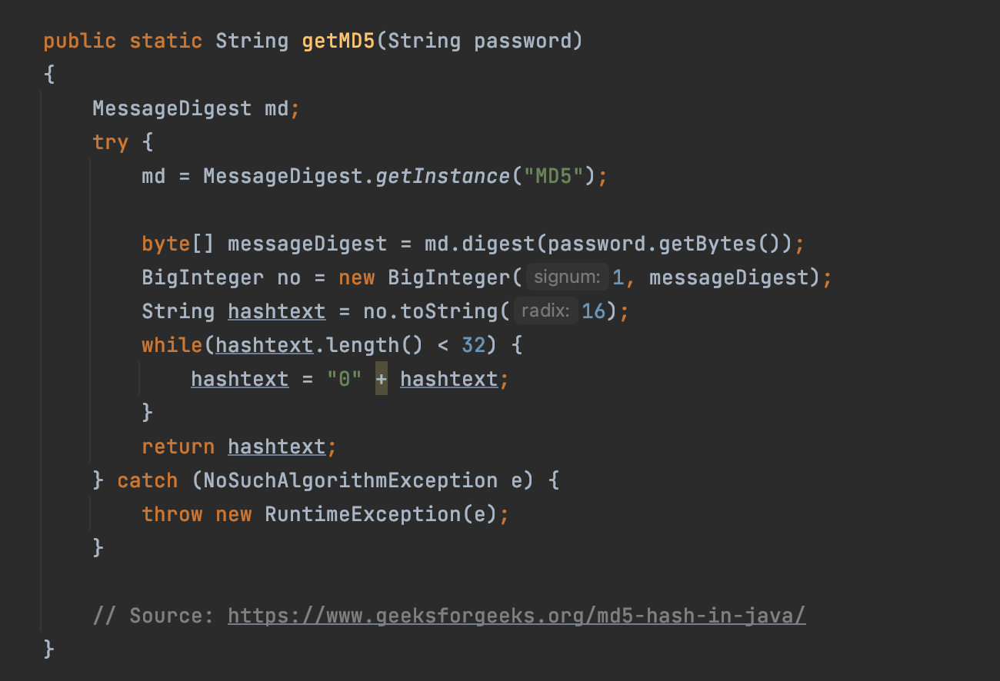 public static String getMD5(String password)
{
    MessageDigest md;
    try {
        md = MessageDigest.getInstance("MD5");

        byte[] messageDigest = md.digest(password.getBytes());
        BigInteger no = new BigInteger( signum: 1, messageDigest);
        String hashtext = no.toString( radix: 16);
        while(hashtext.length() < 32) {
            hashtext = "0" + hashtext;
        }
        return hashtext;
    } catch (NoSuchAlgorithmException e) {
        throw new RuntimeException(e);
    }

    // Source: https://www.geeksforgeeks.org/md5-hash-in-java/
}